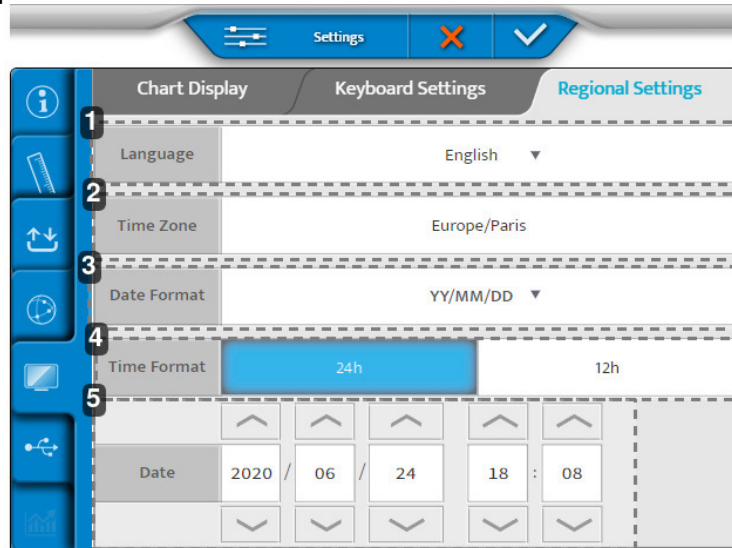 Settings
Chart Display Keyboard Settings Regional Settings
1
Language English
2
Time Zone Europe/Paris
3
Date Format YY/MM/DD
4
Time Format 24h 12h
5
Date 2020 / 06 / 24 18 : 08